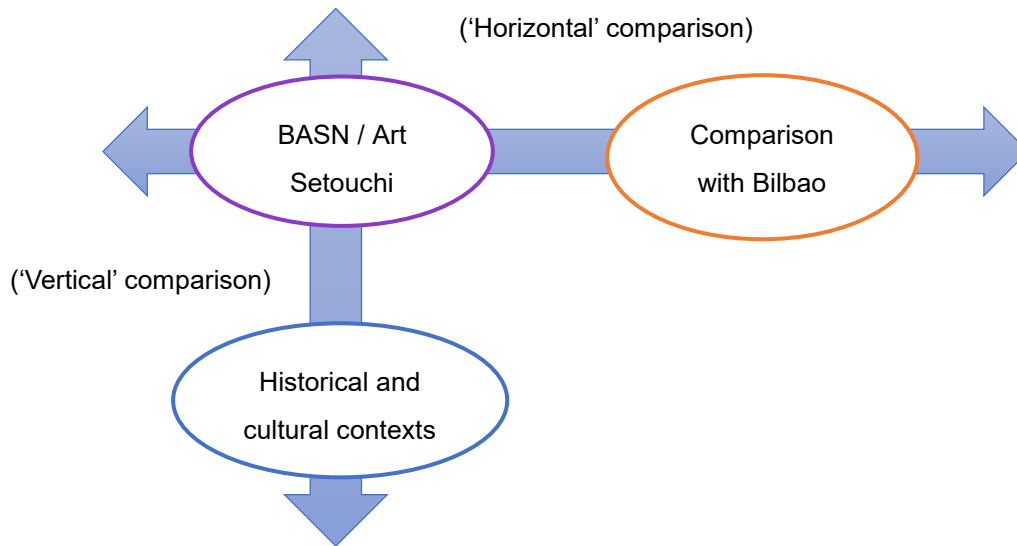 (‘Horizontal’ comparison)
BASN / Art
Setouchi
Comparison
with Bilbao
(‘Vertical’ comparison)
Historical and
cultural contexts